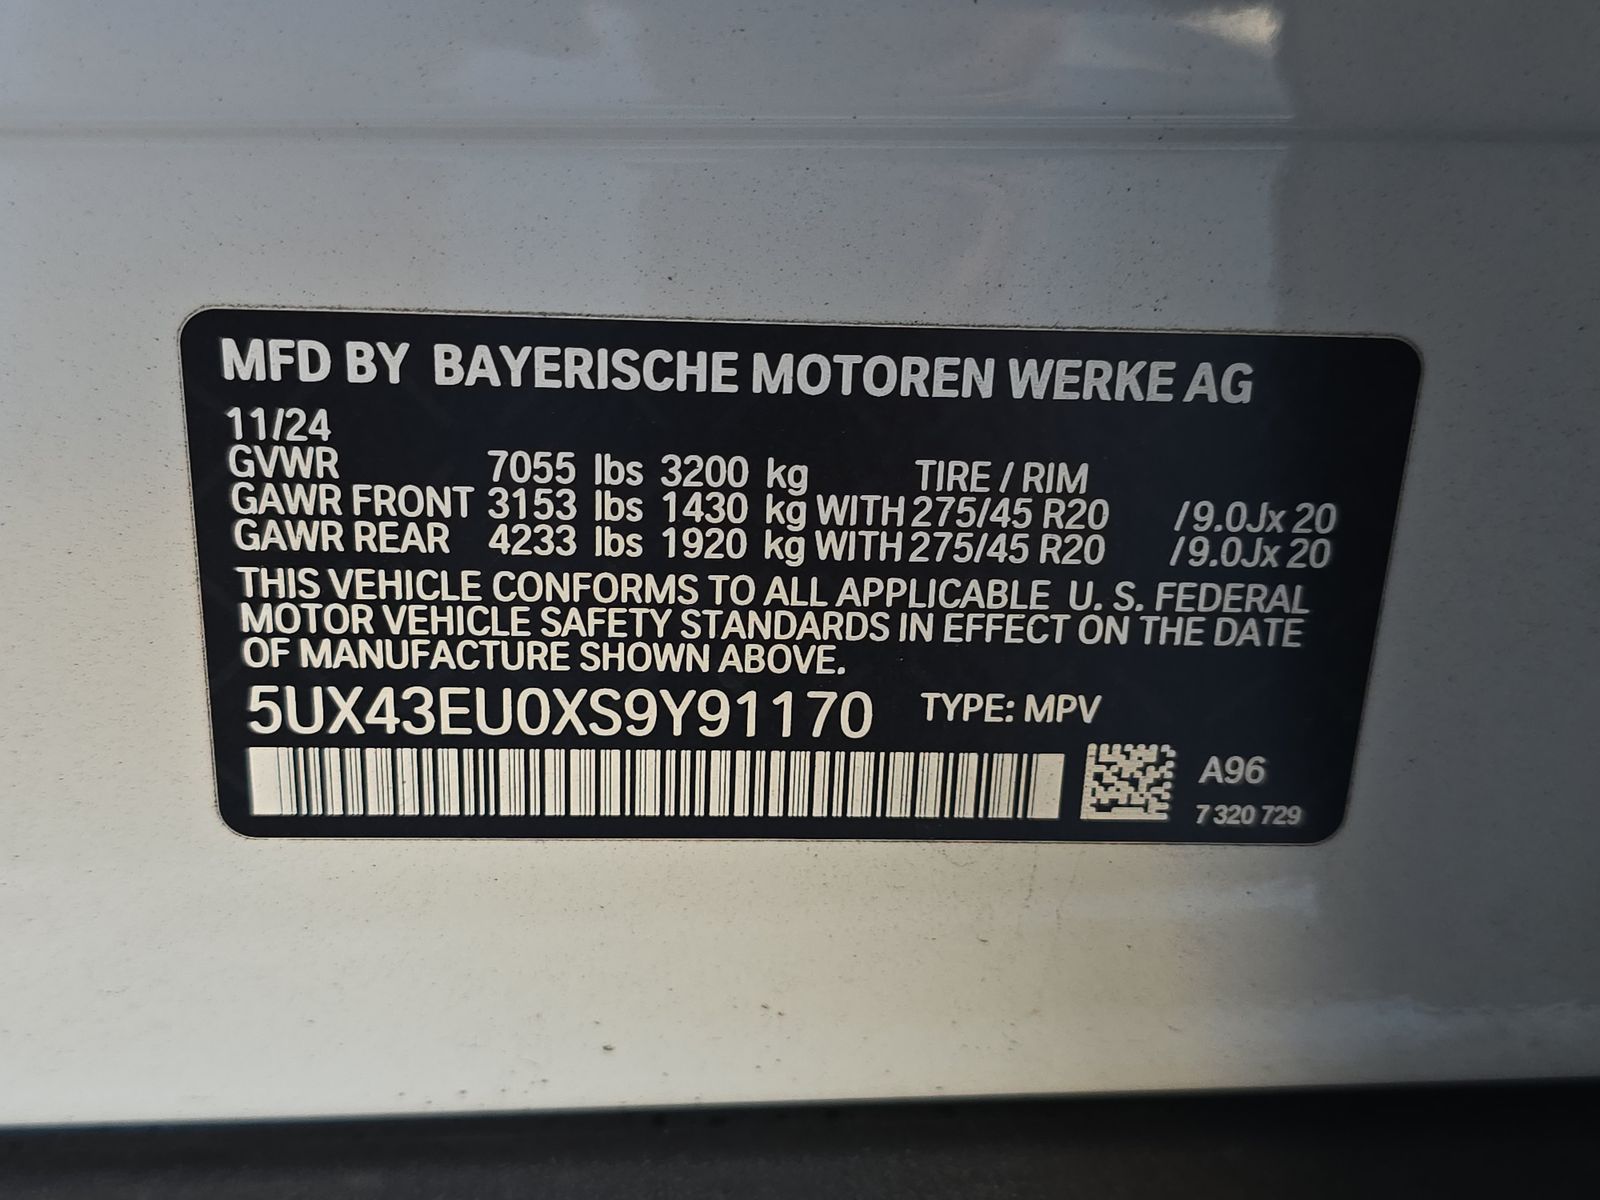 MFD BY BAYERISCHE MOTOREN WERKE AG
11/24
GVWR 7055 lbs 3200 kg TIRE / RIM
GAWR FRONT 3153 lbs 1430 kg WITH 275/45 R20 /9.0Jx 20
GAWR REAR 4233 lbs 1920 kg WITH 275/45 R20 /9.0Jx 20
THIS VEHICLE CONFORMS TO ALL APPLICABLE U. S. FEDERAL
MOTOR VEHICLE SAFETY STANDARDS IN EFFECT ON THE DATE
OF MANUFACTURE SHOWN ABOVE.
5UX43EU0XS9Y91170 TYPE: MPV
A96
7 320 729